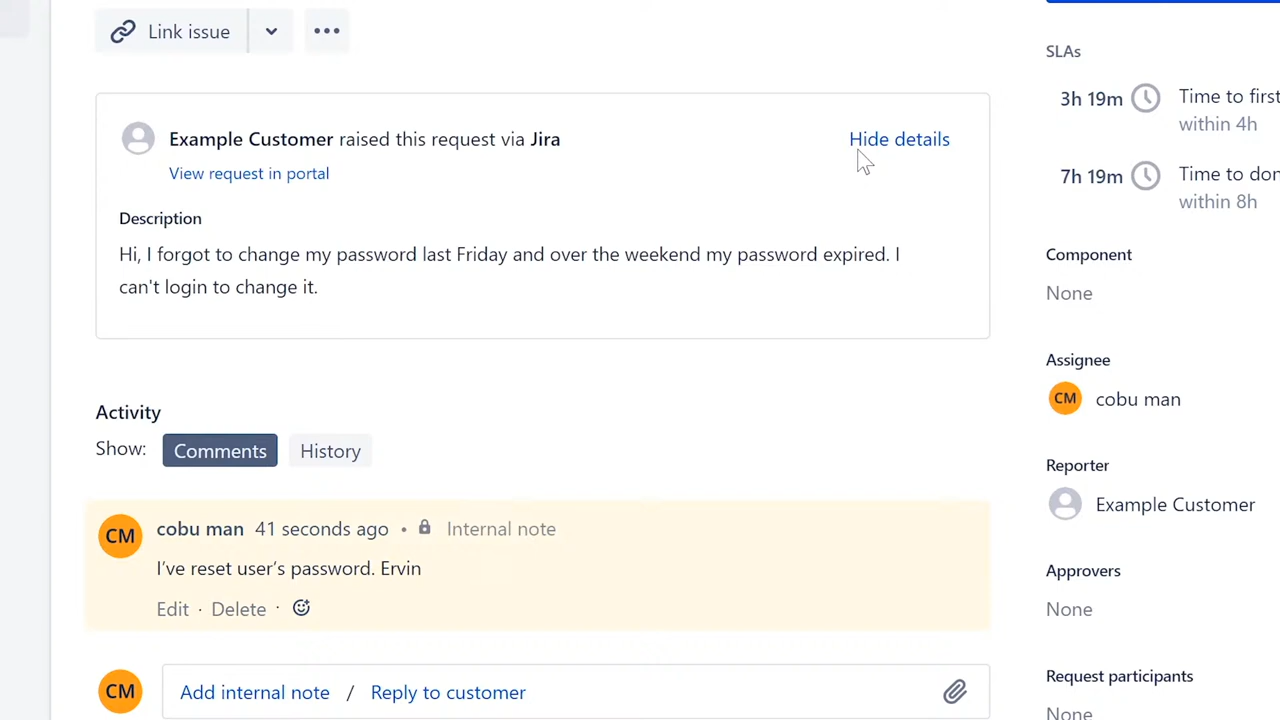 Link issue
SLAs
3h 19m Time to first
within 4h
Example Customer raised this request via Jira
Hide details
View request in portal
7h 19m Time to don
within 8h
Description
Hi, I forgot to change my password last Friday and over the weekend my password expired. I
can't login to change it.
Component
None
Assignee
CM cobu man
Activity
Show: Comments History
Reporter
Example Customer
CM cobu man 41 seconds ago • Internal note
I've reset user's password. Ervin
Edit · Delete ·
Approvers
None
CM Add internal note / Reply to customer
Request participants
None